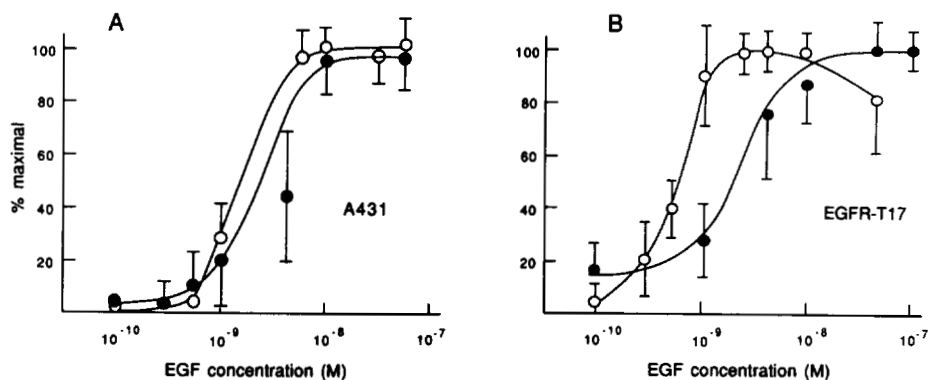 A
% maximal
100
80
60
40
20
A431
10⁻¹⁰
10⁻⁹
10⁻⁸
10⁻⁷
EGF concentration (M)
B
100
80
60
40
20
EGFR-T17
10⁻¹⁰
10⁻⁹
10⁻⁸
10⁻⁷
EGF concentration (M)